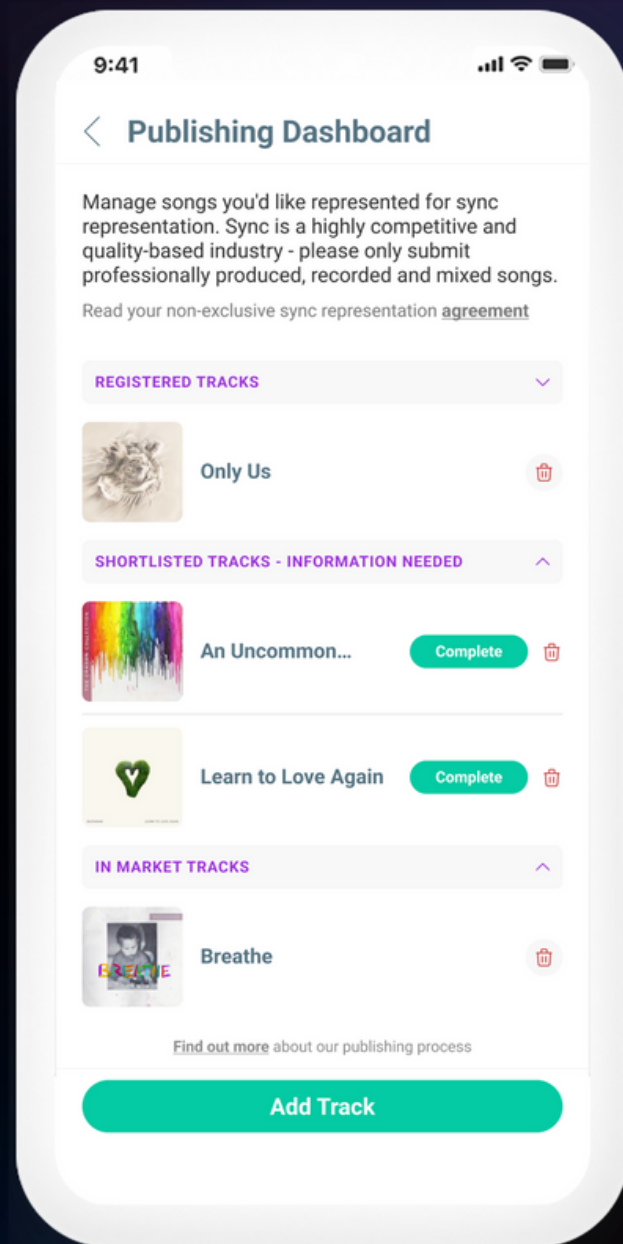 9:41
Publishing Dashboard
Manage songs you'd like represented for sync
representation. Sync is a highly competitive and
quality-based industry - please only submit
professionally produced, recorded and mixed songs.
Read your non-exclusive sync representation agreement
REGISTERED TRACKS
Only Us
SHORTLISTED TRACKS - INFORMATION NEEDED
An Uncommon...
Complete
Learn to Love Again
Complete
IN MARKET TRACKS
BREATHE
Breathe
Find out more about our publishing process
Add Track